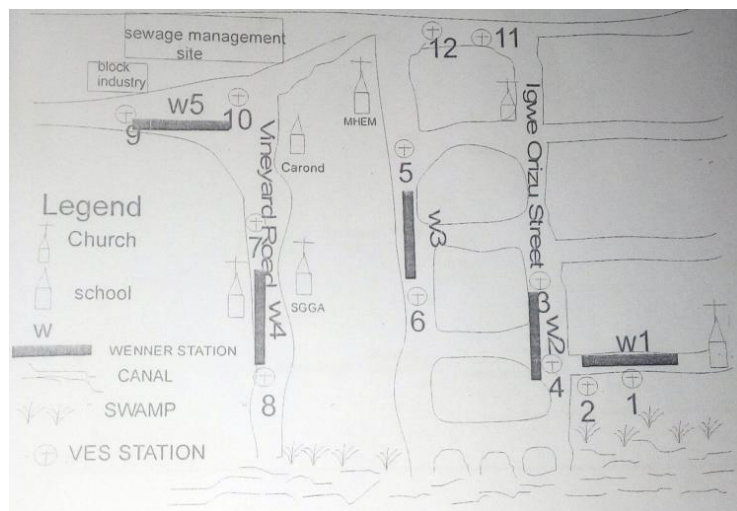 sewage management
site
block
industry
W5
9
10
Vineyard Road
Carond
MHEM
12
11
Igwe Orizu Street
5
W3
6
7
W4
SGGA
8
3
W2
4
W1
2
1
Legend
Church
school
W
WENNER STATION
CANAL
SWAMP
VES STATION